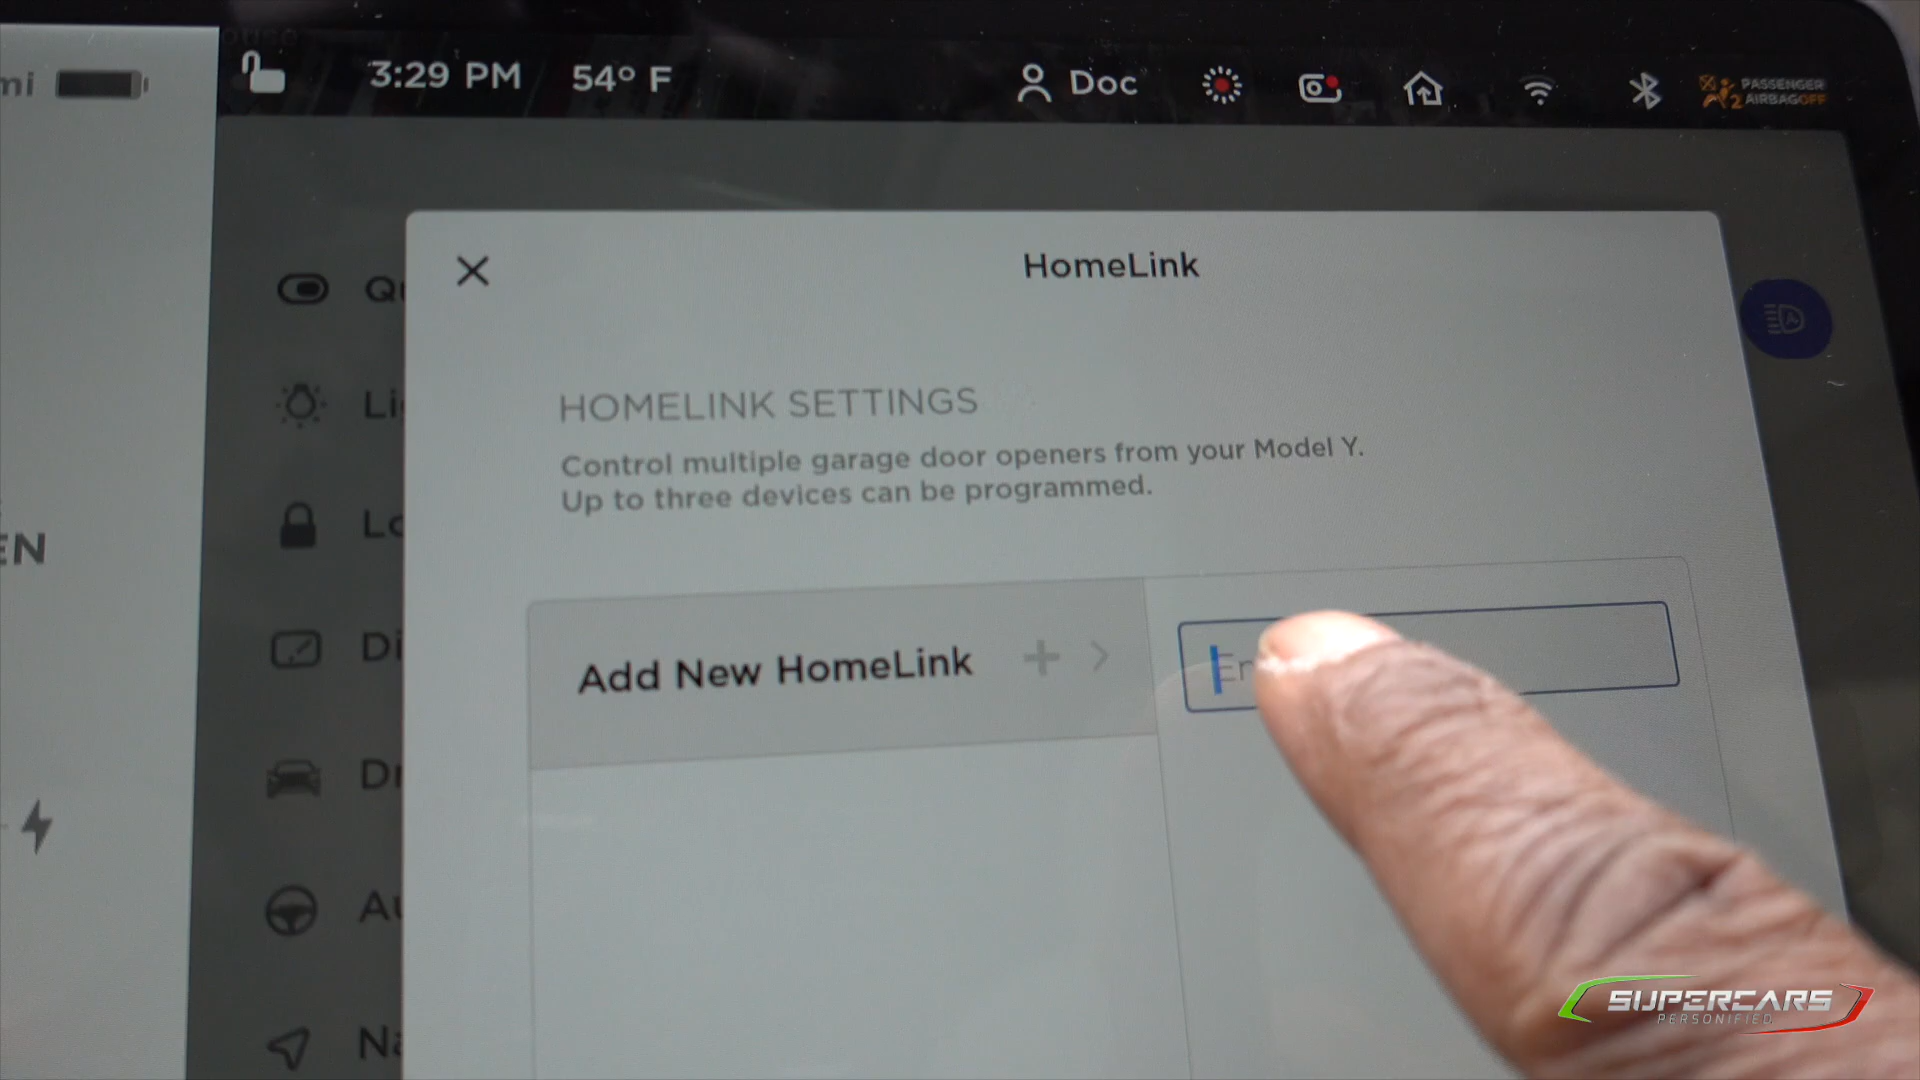 mi
3:29 PM 54° F Doc
PASSENGER
AIRBAG OFF
HomeLink
HOMELINK SETTINGS
Control multiple garage door openers from your Model Y.
Up to three devices can be programmed.
Add New HomeLink
SUPERCARS
PERSONIFIED